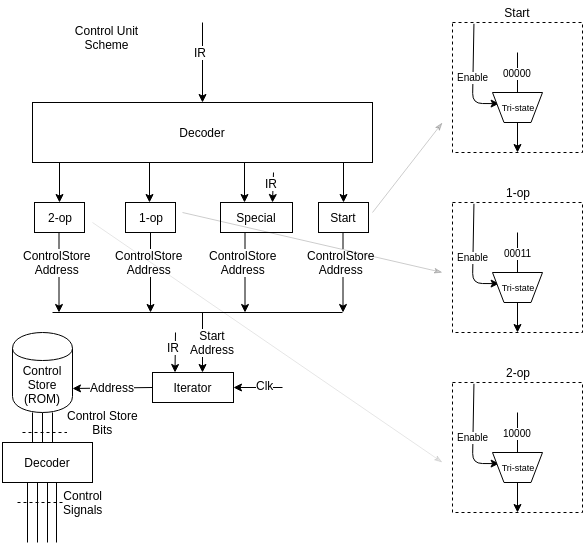 Control Unit
Scheme
IR
Decoder
IR
2-op
1-op
Special
Start
ControlStore
Address
ControlStore
Address
ControlStore
Address
ControlStore
Address
IR
Start
Address
Control
Store
(ROM)
Address
Iterator
Clk
Control Store
Bits
Decoder
Control
Signals
Start
Enable
00000
Tri-state
1-op
Enable
00011
Tri-state
2-op
Enable
10000
Tri-state